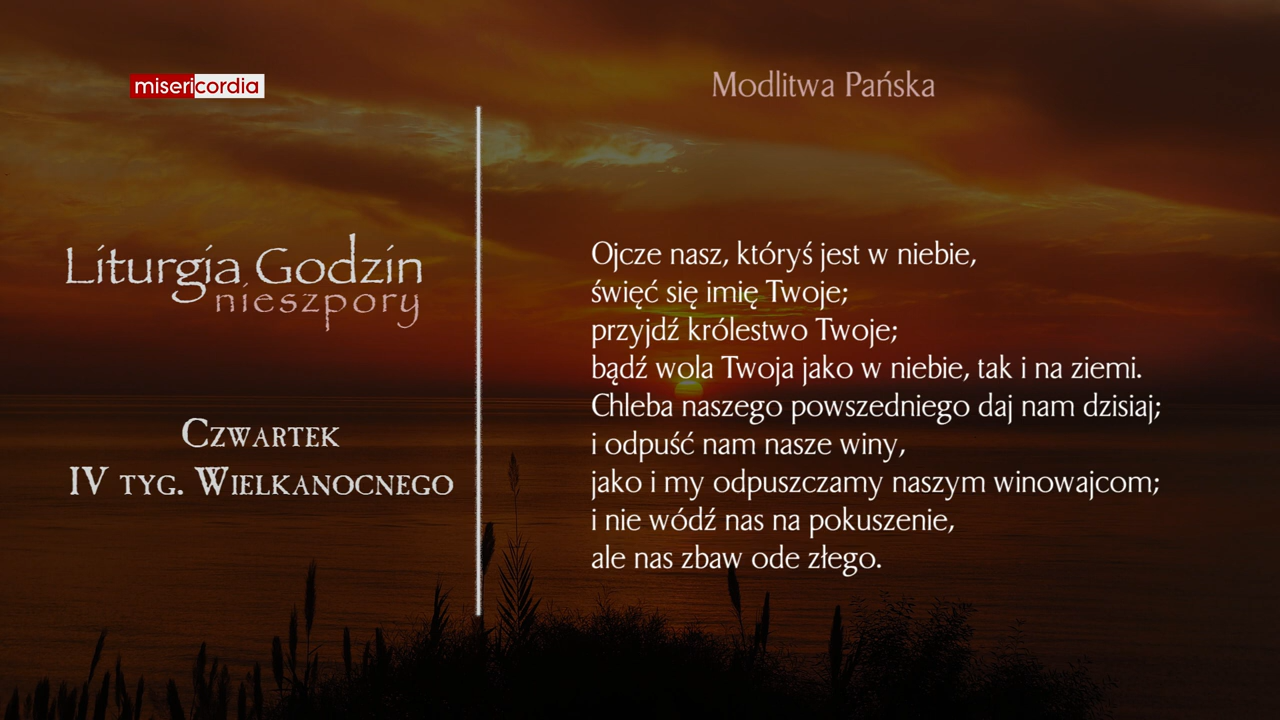 misericordia
Liturgia Godzin
nieszpory
Czwartek
IV tyg. Wielkanocnego
Modlitwa Pańska
Ojcze nasz, któryś jest w niebie,
święć się imię Twoje;
przyjdź królestwo Twoje;
bądź wola Twoja jako w niebie, tak i na ziemi.
Chleba naszego powszedniego daj nam dzisiaj;
i odpuść nam nasze winy,
jako i my odpuszczamy naszym winowajcom;
i nie wódź nas na pokuszenie,
ale nas zbaw ode złego.